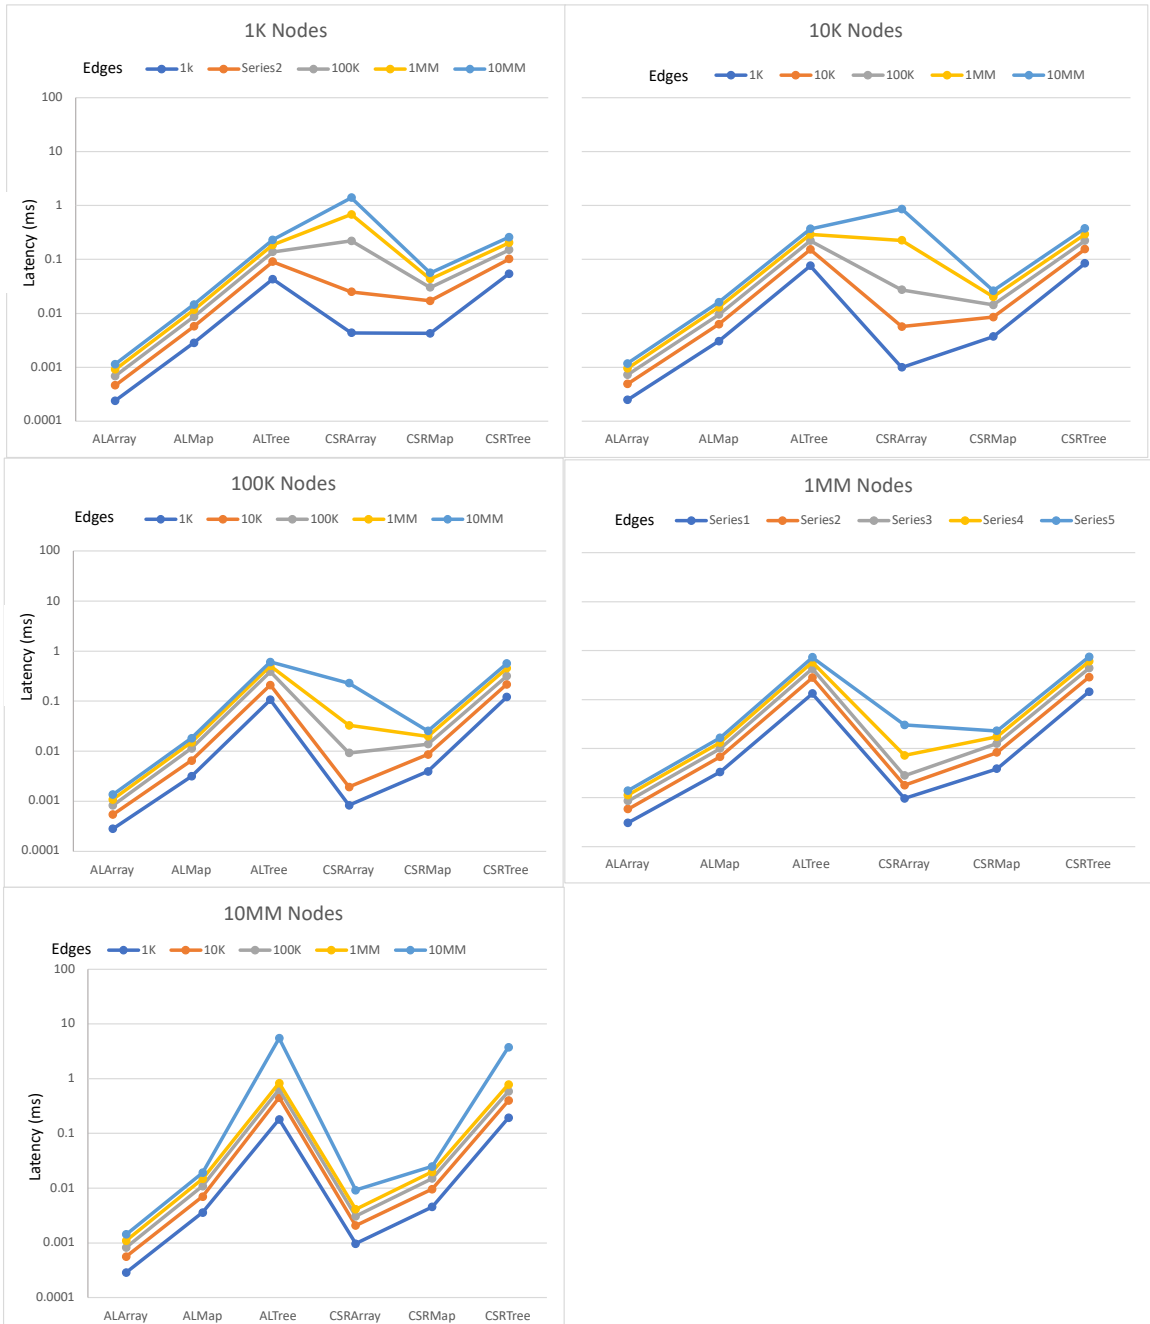 1K Nodes
Edges 1k Series2 100K 1MM 10MM
100
10
1
0.1
0.01
0.001
0.0001
Latency (ms)
ALArray ALMap ALTree CSRArray CSRMap CSRTree
10K Nodes
Edges 1K 10K 100K 1MM 10MM
ALArray ALMap ALTree CSRArray CSRMap CSRTree
100K Nodes
Edges 1K 10K 100K 1MM 10MM
100
10
1
0.1
0.01
0.001
0.0001
Latency (ms)
ALArray ALMap ALTree CSRArray CSRMap CSRTree
1MM Nodes
Edges Series1 Series2 Series3 Series4 Series5
ALArray ALMap ALTree CSRArray CSRMap CSRTree
10MM Nodes
Edges 1K 10K 100K 1MM 10MM
100
10
1
0.1
0.01
0.001
0.0001
Latency (ms)
ALArray ALMap ALTree CSRArray CSRMap CSRTree